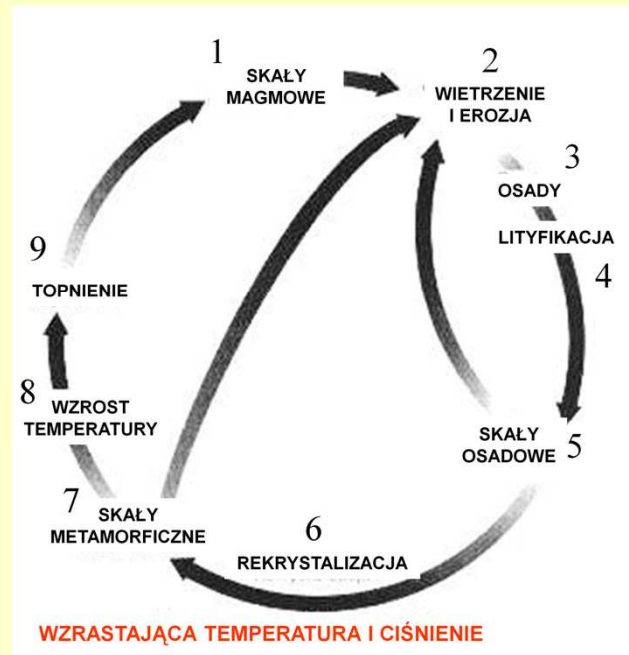 1
SKAŁY
MAGMOWE
2
WIETRZENIE
I EROZJA
3
OSADY
LITYFIKACJA
4
SKAŁY
OSADOWE
5
6
REKRYSTALIZACJA
7
SKAŁY
METAMORFICZNE
8
WZROST
TEMPERATURY
9
TOPNIENIE
WZRASTAJĄCA TEMPERATURA I CIŚNIENIE